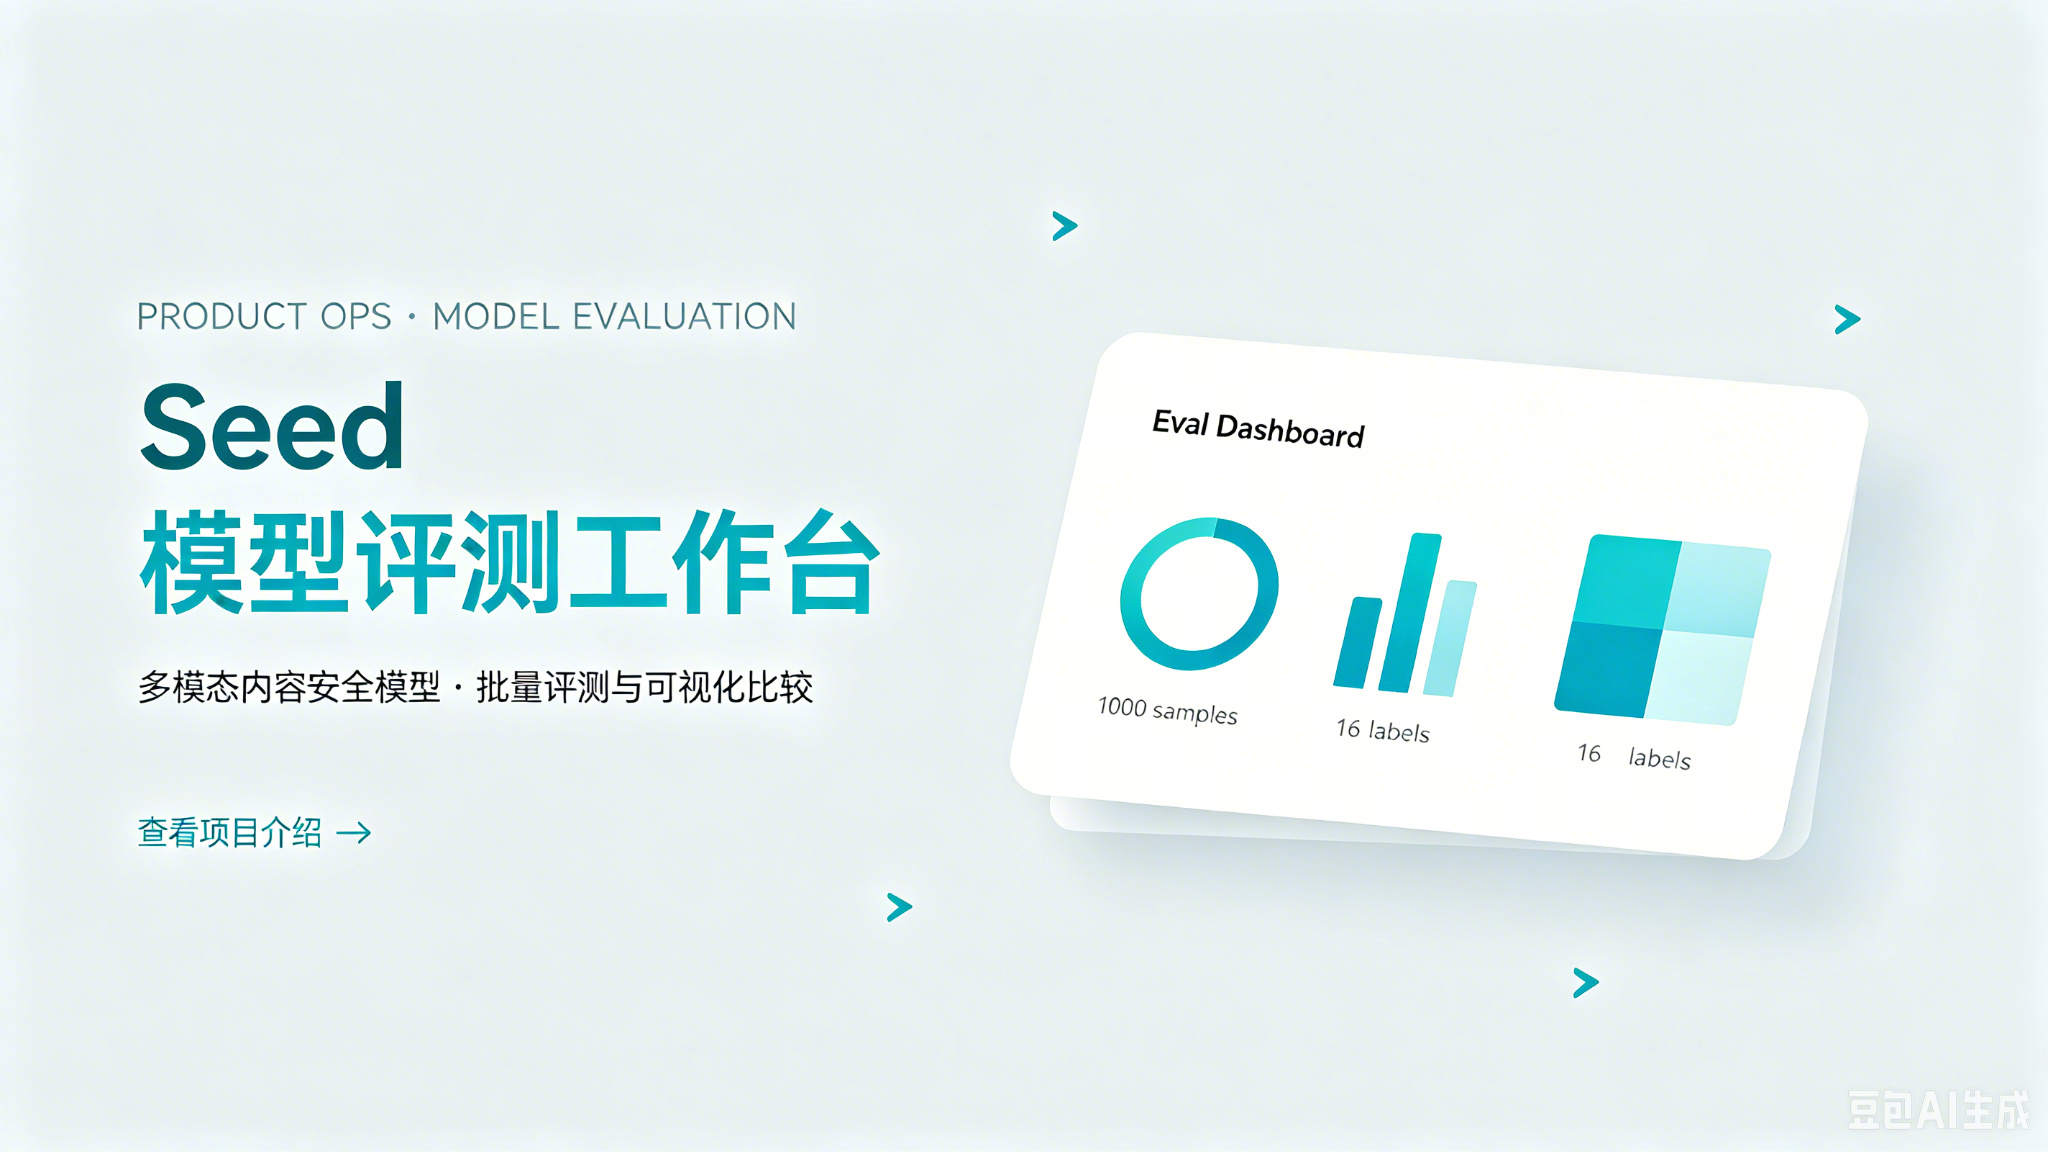 PRODUCT OPS · MODEL EVALUATION
Seed
模型评测工作台
多模态内容安全模型 · 批量评测与可视化比较
查看项目介绍 →
Eval Dashboard
1000 samples
16 labels
16 labels
豆包AI生成